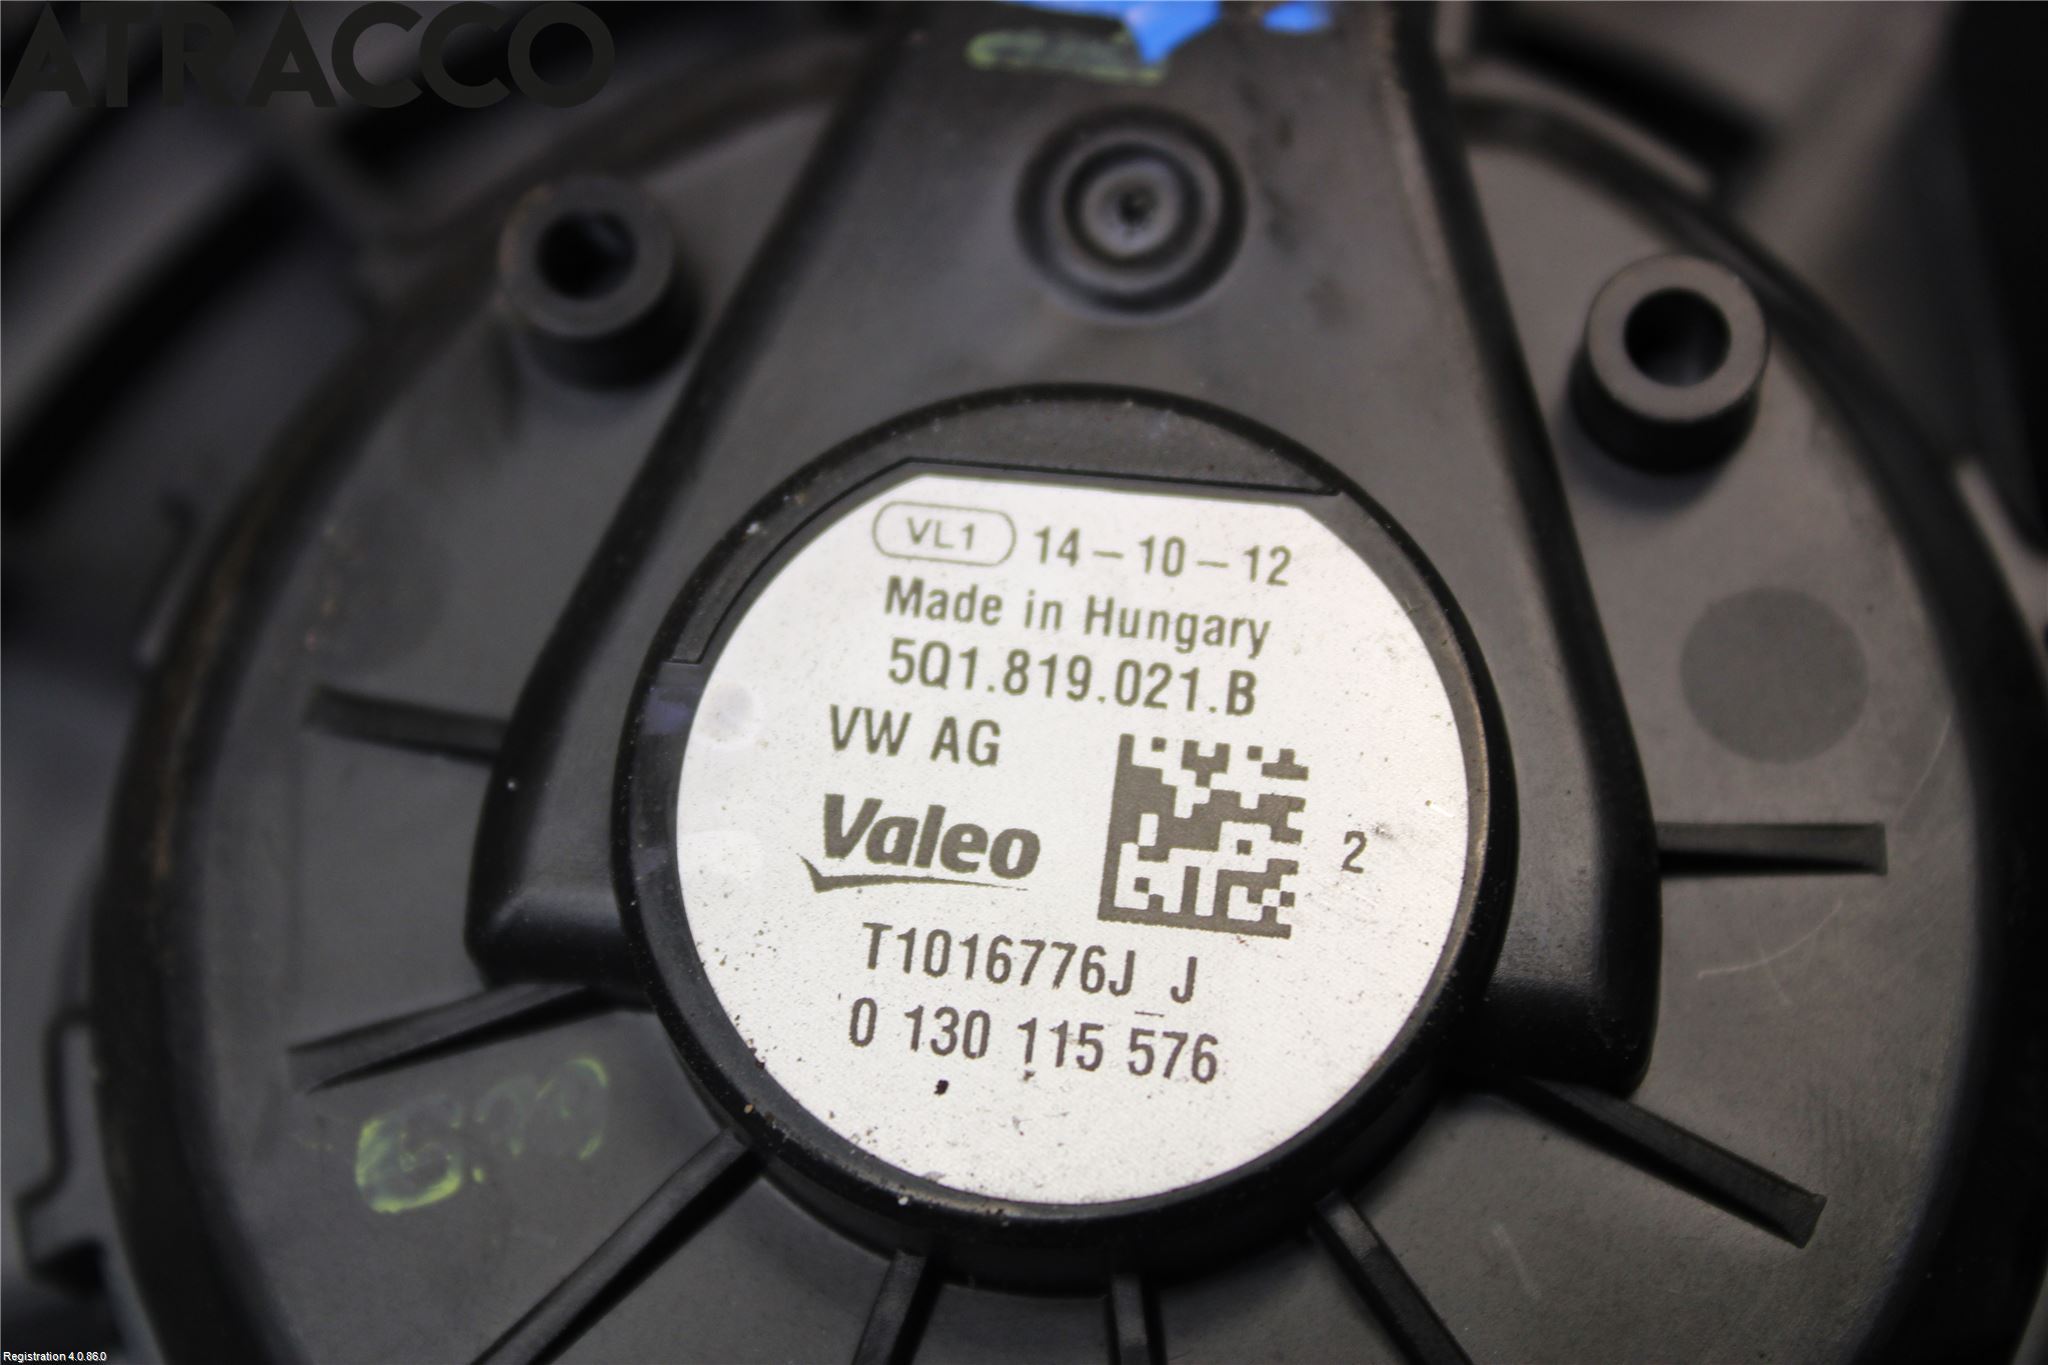 ATRACCO
VL1 14-10-12
Made in Hungary
5Q1.819.021.B
VW AG
Valeo
2
T1016776J_J
0 130 115 576
Registration 4.0.86.0